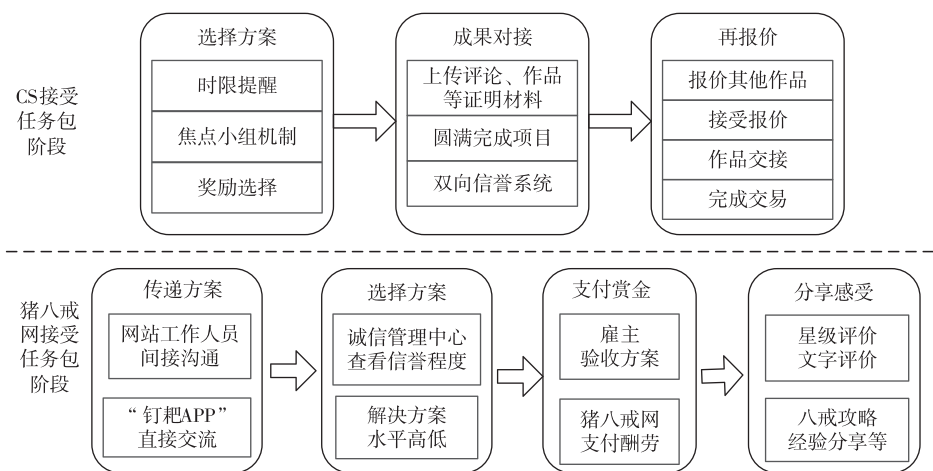 CS接受
任务包
阶段
选择方案
时限提醒
焦点小组机制
奖励选择
成果对接
上传评论、作品
等证明材料
圆满完成项目
双向信誉系统
再报价
报价其他作品
接受报价
作品交接
完成交易
猪八戒
网接受
任务包
阶段
传递方案
网站工作人员
间接沟通
“钉耙APP”
直接交流
选择方案
诚信管理中心
查看信誉程度
解决方案
水平高低
支付赏金
雇主
验收方案
猪八戒网
支付酬劳
分享感受
星级评价
文字评价
八戒攻略
经验分享等